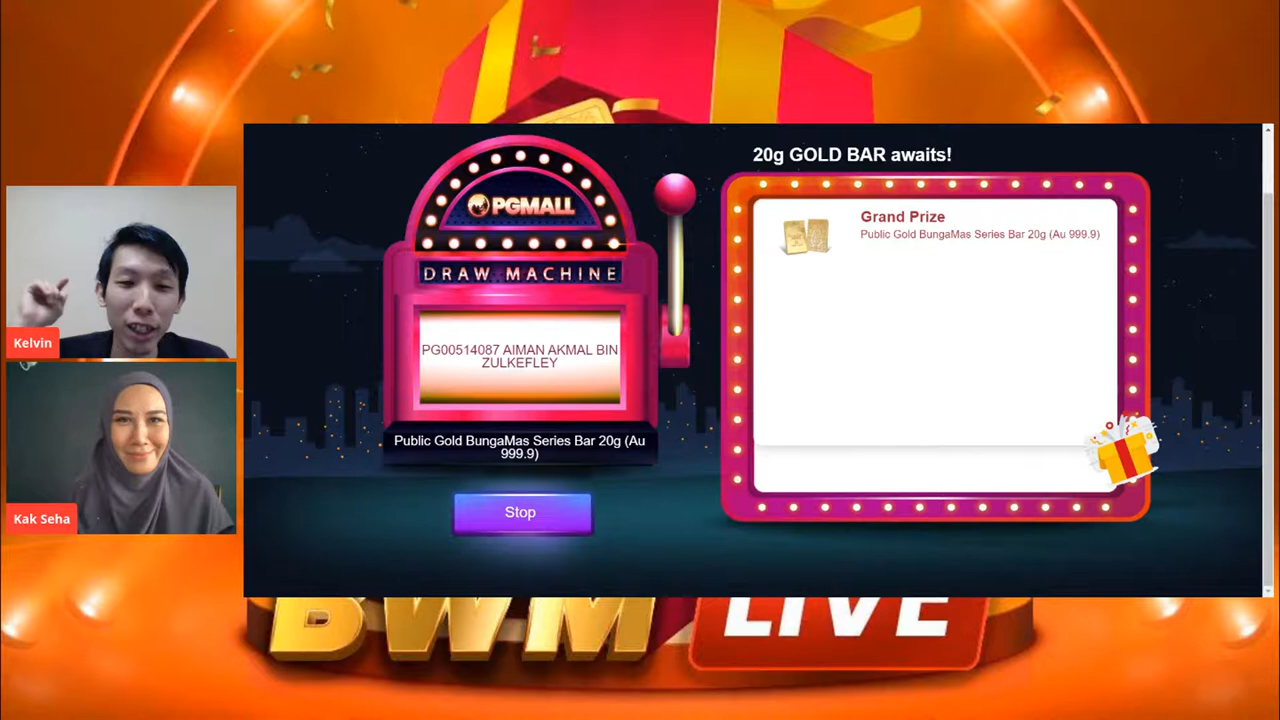 20g GOLD BAR awaits!
PGMALL
DRAW MACHINE
PG00514087 AIMAN AKMAL BIN
ZULKEFLEY
Public Gold BungaMas Series Bar 20g (Au
999.9)
Stop
Grand Prize
Public Gold BungaMas Series Bar 20g (Au 999.9)
Kelvin
Kak Seha
BWM LIVE